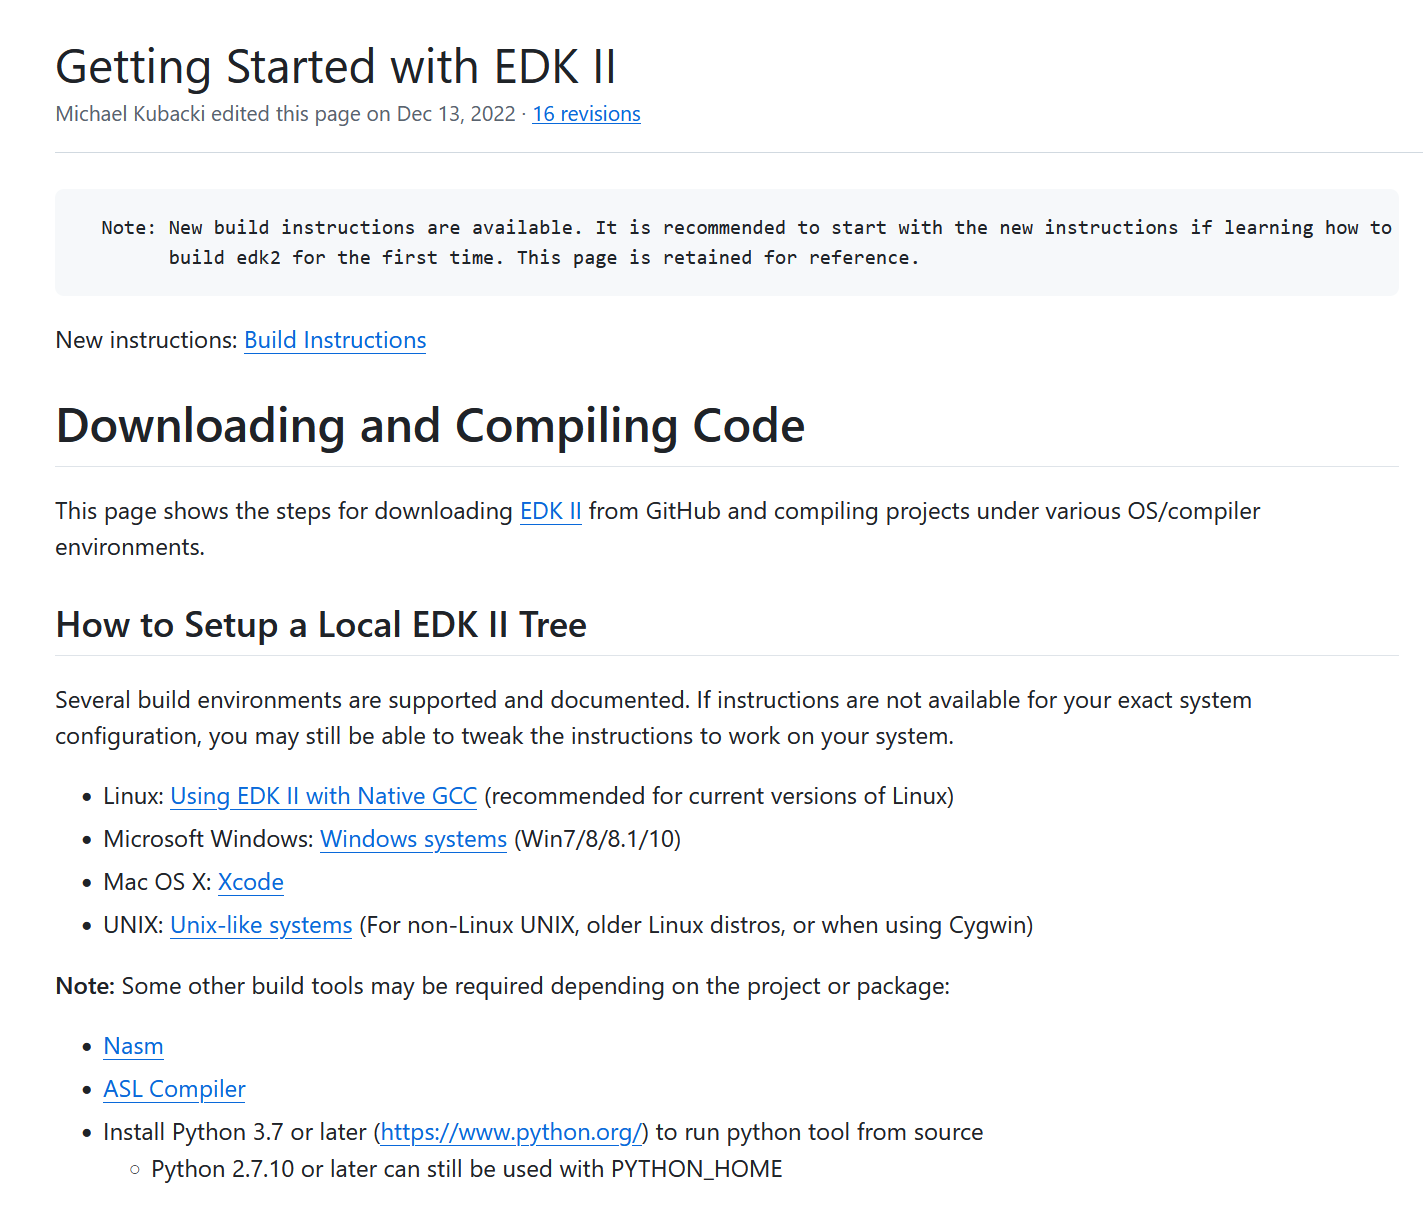 Getting Started with EDK II
Michael Kubacki edited this page on Dec 13, 2022 · 16 revisions
Note: New build instructions are available. It is recommended to start with the new instructions if learning how to
build edk2 for the first time. This page is retained for reference.
New instructions: Build Instructions
Downloading and Compiling Code
This page shows the steps for downloading EDK II from GitHub and compiling projects under various OS/compiler
environments.
How to Setup a Local EDK II Tree
Several build environments are supported and documented. If instructions are not available for your exact system
configuration, you may still be able to tweak the instructions to work on your system.
• Linux: Using EDK II with Native GCC (recommended for current versions of Linux)
• Microsoft Windows: Windows systems (Win7/8/8.1/10)
• Mac OS X: Xcode
• UNIX: Unix-like systems (For non-Linux UNIX, older Linux distros, or when using Cygwin)
Note: Some other build tools may be required depending on the project or package:
• Nasm
• ASL Compiler
• Install Python 3.7 or later (https://www.python.org/) to run python tool from source
◦ Python 2.7.10 or later can still be used with PYTHON_HOME